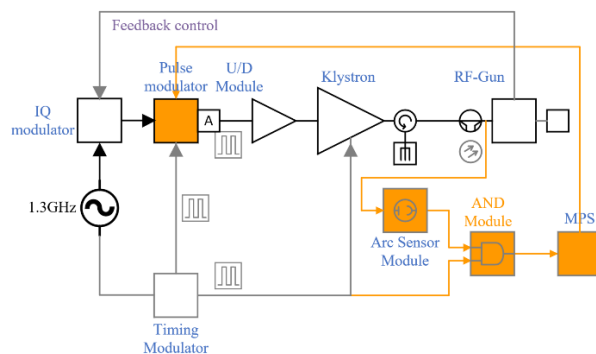 Feedback control
Pulse
modulator
U/D
Module
Klystron
RF-Gun
IQ
modulator
A
1.3GHz
Arc Sensor
Module
AND
Module
MPS
Timing
Modulator